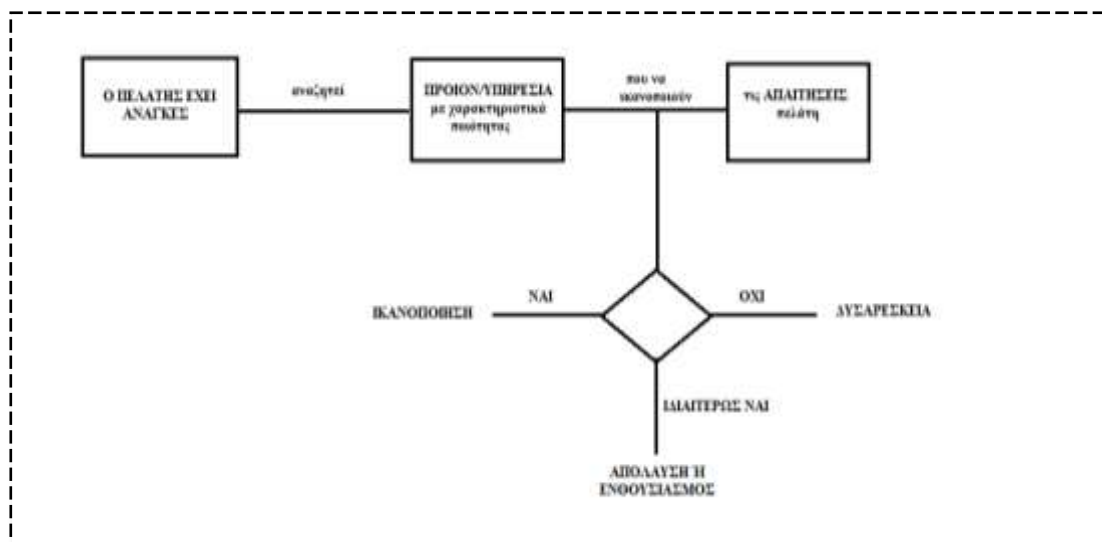 Ο ΠΕΛΑΤΗΣ ΕΧΕΙ
ΑΝΑΓΚΕΣ
αναζητεί
ΠΡΟΙΟΝ/ΥΠΗΡΕΣΙΑ
με χαρακτηριστικά
ποιότητας
που να
ικανοποιούν
τις ΑΠΑΙΤΗΣΕΙΣ
πελάτη
ΝΑΙ
ΟΧΙ
ΙΚΑΝΟΠΟΙΗΣΗ
ΔΥΣΑΡΕΣΚΕΙΑ
ΙΔΙΑΙΤΕΡΩΣ ΝΑΙ
ΑΠΟΛΑΥΣΗ Ή
ΕΝΘΟΥΣΙΑΣΜΟΣ